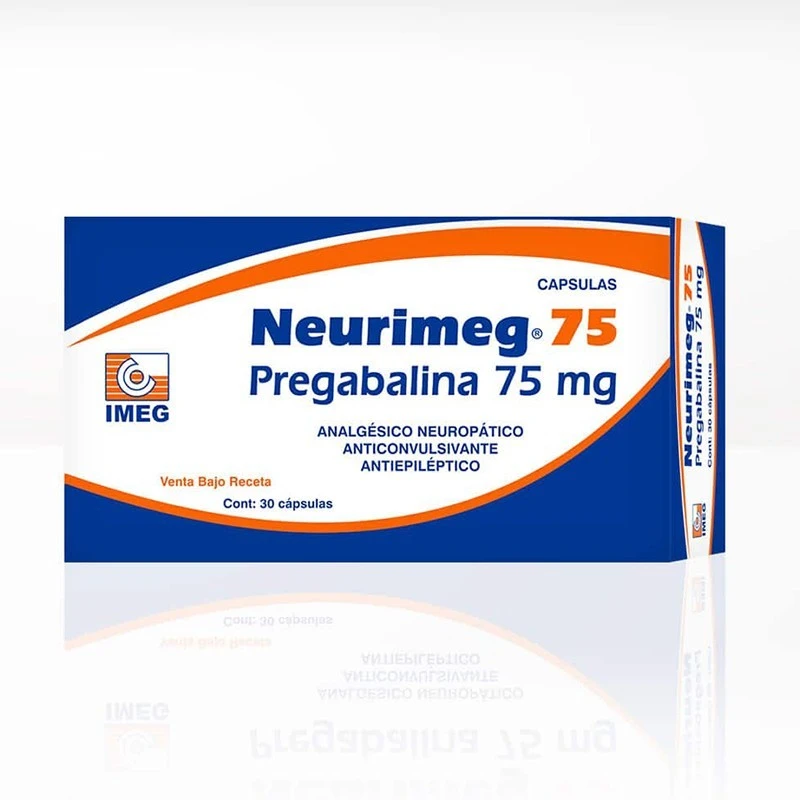 CAPSULAS
Neurimeg® 75
Pregabalina 75 mg
IMEG
ANALGÉSICO NEUROPÁTICO
ANTICONVULSIVANTE
ANTIEPILÉPTICO
Venta Bajo Receta
Cont: 30 cápsulas
Neurimeg® 75
Pregabalina 75 mg
Cont: 30 cápsulas
IMEG